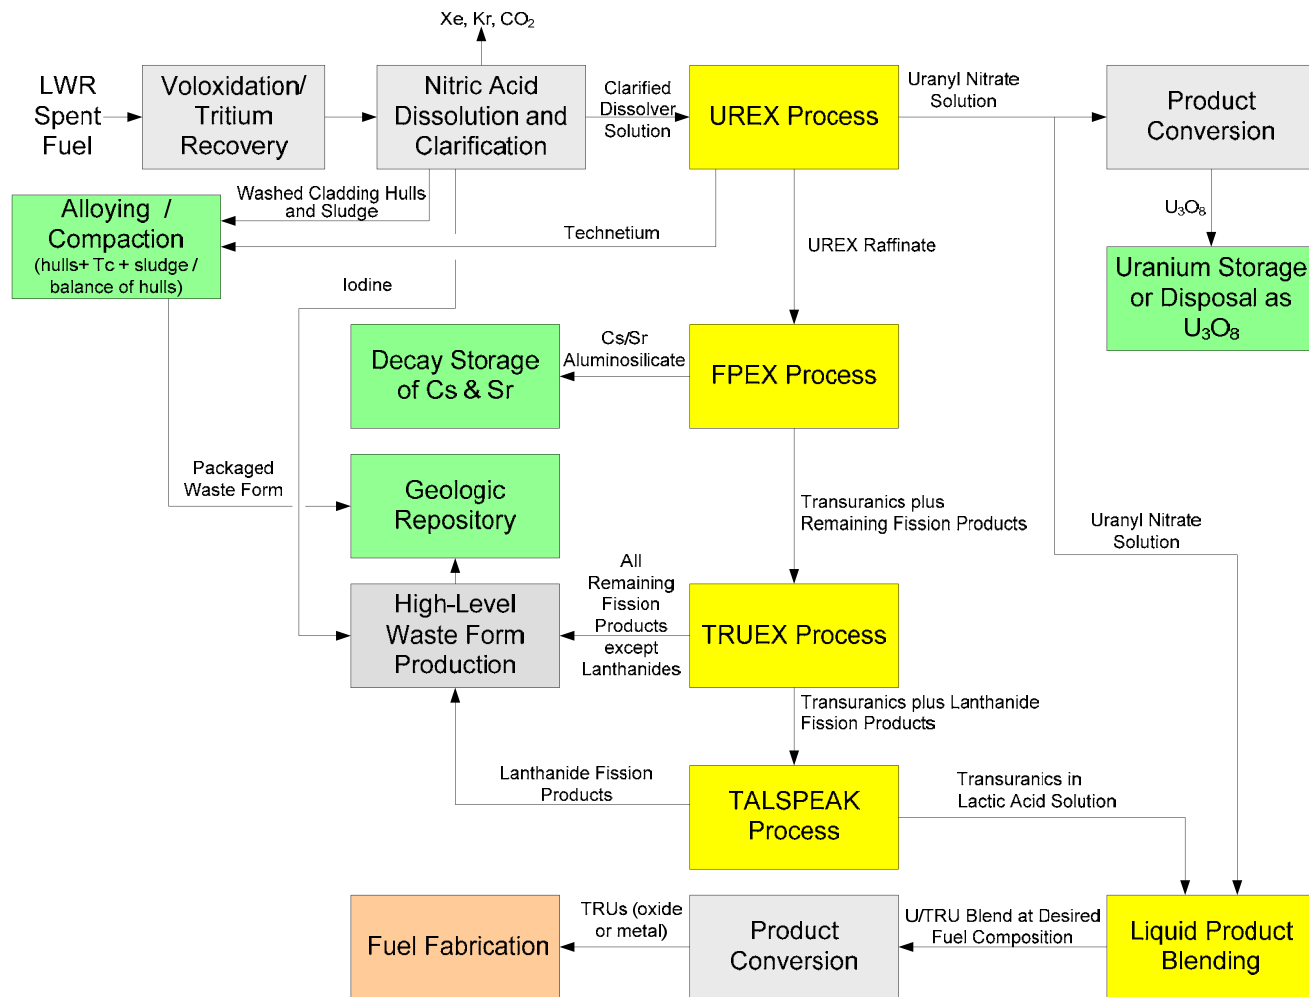 Xe, Kr, CO₂
LWR
Spent
Fuel
Voloxidation/
Tritium
Recovery
Nitric Acid
Dissolution and
Clarification
Clarified
Dissolver
Solution
UREX Process
Uranyl Nitrate
Solution
Product
Conversion
Washed Cladding Hulls
and Sludge
Alloying /
Compaction
(hulls+ Tc + sludge /
balance of hulls)
Technetium
UREX Raffinate
U₃O₈
Uranium Storage
or Disposal as
U₃O₈
Iodine
Decay Storage
of Cs & Sr
Cs/Sr
Aluminosilicate
FPEX Process
Packaged
Waste Form
Geologic
Repository
Transuranics plus
Remaining Fission Products
Uranyl Nitrate
Solution
High-Level
Waste Form
Production
All
Remaining
Fission
Products
except
Lanthanides
TRUEX Process
Transuranics plus Lanthanide
Fission Products
Lanthanide Fission
Products
TALSPEAK
Process
Transuranics in
Lactic Acid Solution
Fuel Fabrication
TRUs (oxide
or metal)
Product
Conversion
U/TRU Blend at Desired
Fuel Composition
Liquid Product
Blending